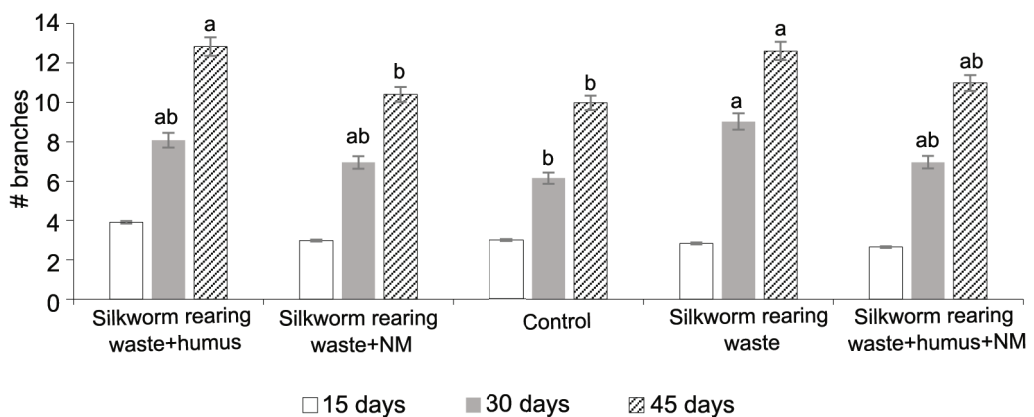 # branches
14
12
10
8
6
4
2
0
ab
a
ab
b
b
b
a
a
ab
ab
Silkworm rearing
waste+humus
Silkworm rearing
waste+NM
Control
Silkworm rearing
waste
Silkworm rearing
waste+humus+NM
15 days
30 days
45 days